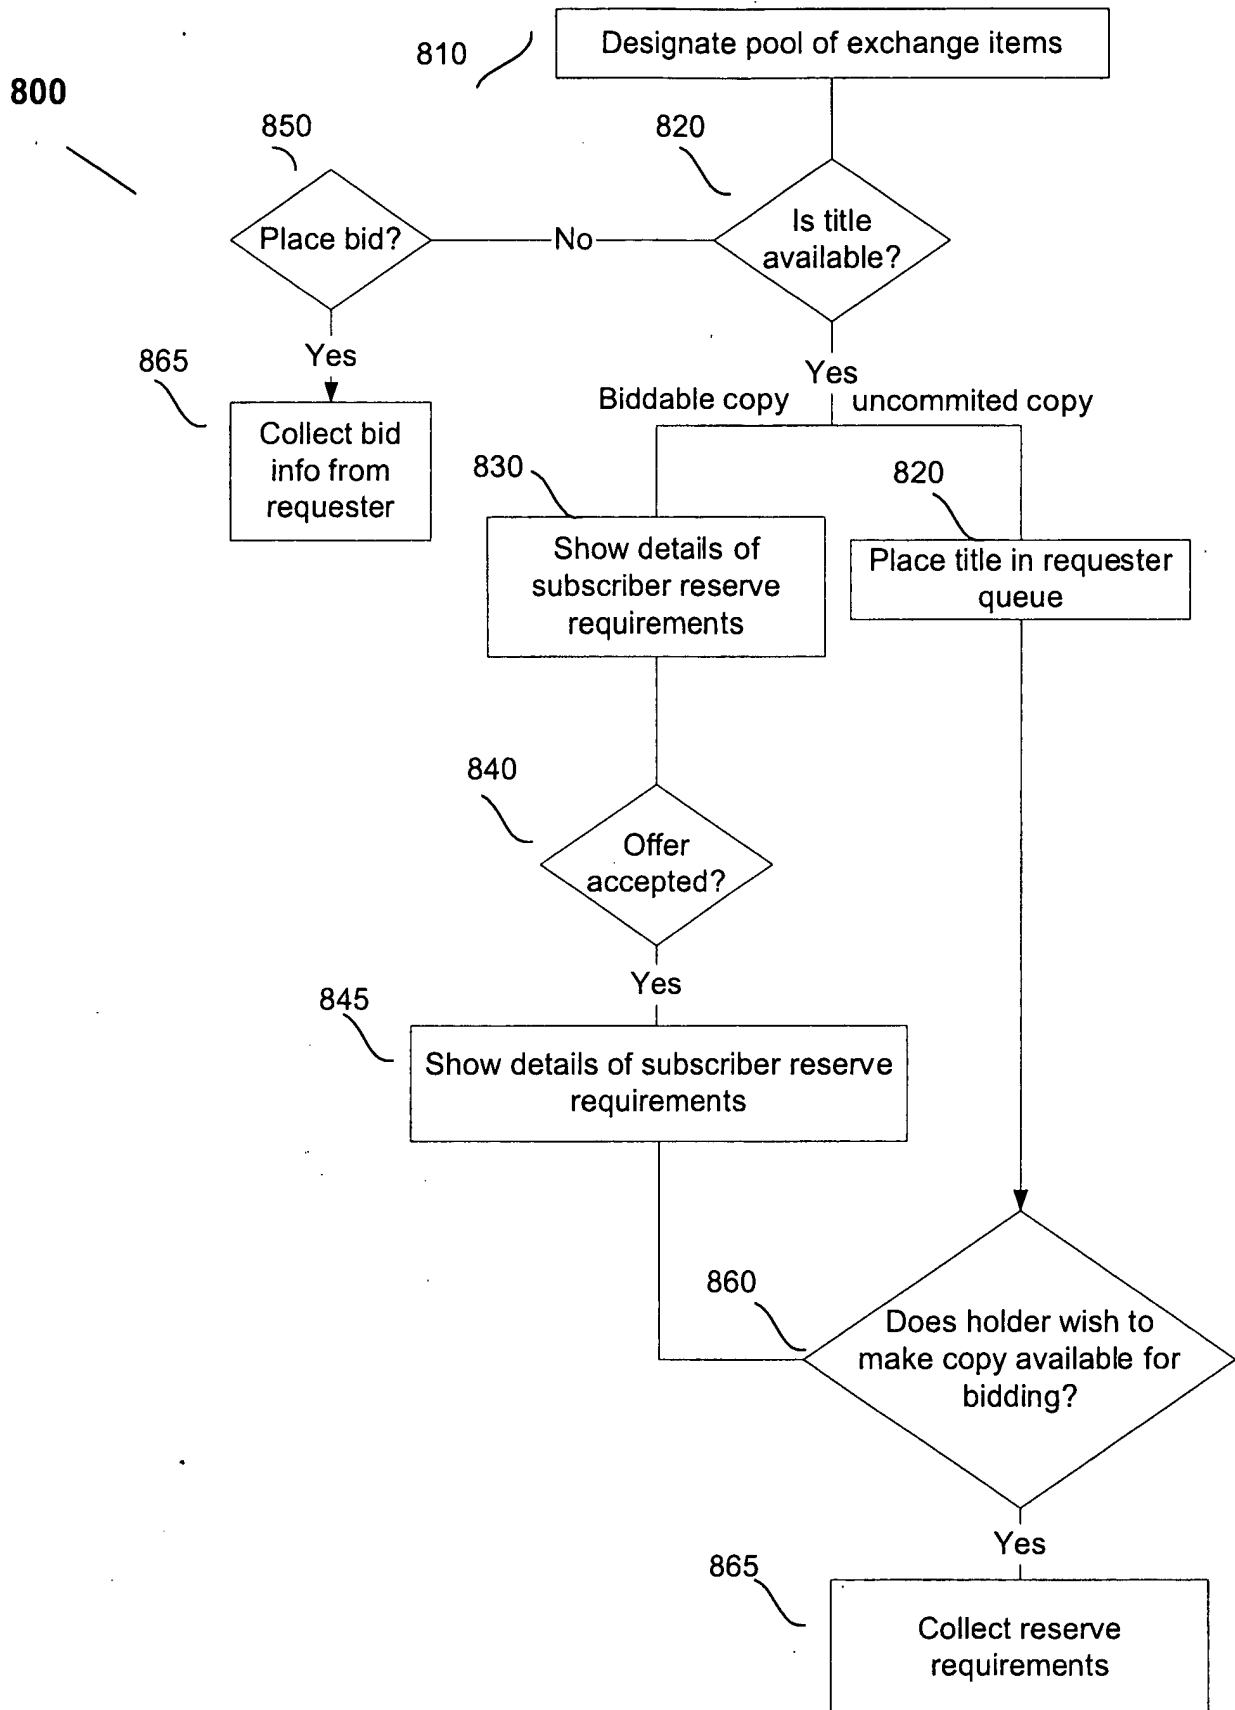 810
Designate pool of exchange items
800
850
820
Place bid?
No
Is title
available?
865
Yes
Yes
Biddable copy
uncommited copy
Collect bid
info from
requester
830
820
Show details of
subscriber reserve
requirements
Place title in requester
queue
840
Offer
accepted?
Yes
845
Show details of subscriber reserve
requirements
860
Does holder wish to
make copy available for
bidding?
Yes
865
Collect reserve
requirements